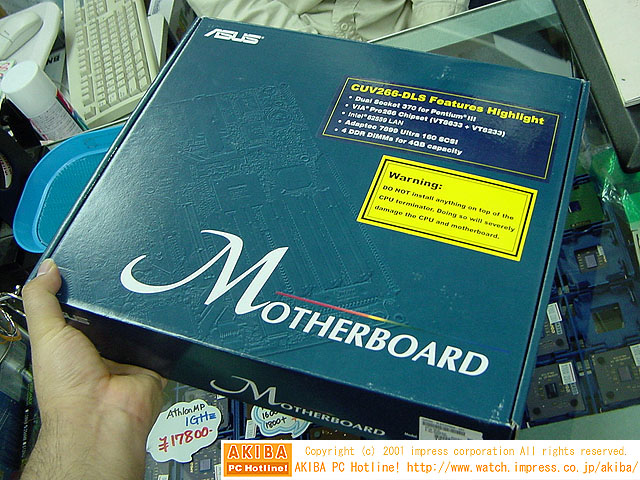 ASUS
CUV266-DLS Features Highlight
• Dual Socket 370 for Pentium® III
• VIA® Pro266 Chipset (VT8633 + VT8233)
• Intel® 82559 LAN
• Adaptec 7899 Ultra 160 SCSI
• 4 DDR DIMMs for 4GB capacity
Warning:
DO NOT install anything on top of the
CPU terminator. Doing so will severely
damage the CPU and motherboard.
MOTHERBOARD
MOTHERBOARD
AthlonMP
1GHz
¥17800-
1800+
AKIBA
PC Hotline!
Copyright (c) 2001 impress corporation All rights reserved.
AKIBA PC Hotline! http://www.watch.impress.co.jp/akiba/